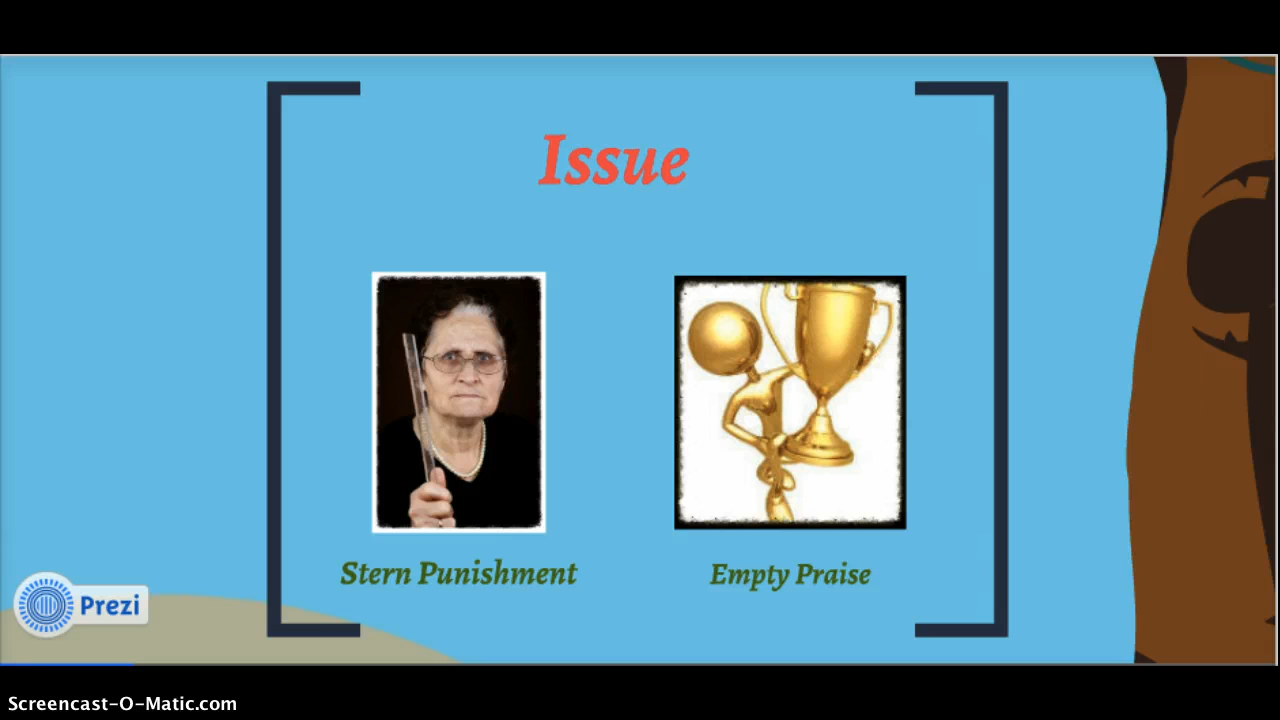 Issue
Stern Punishment
Empty Praise
Prezi
Screencast-O-Matic.com